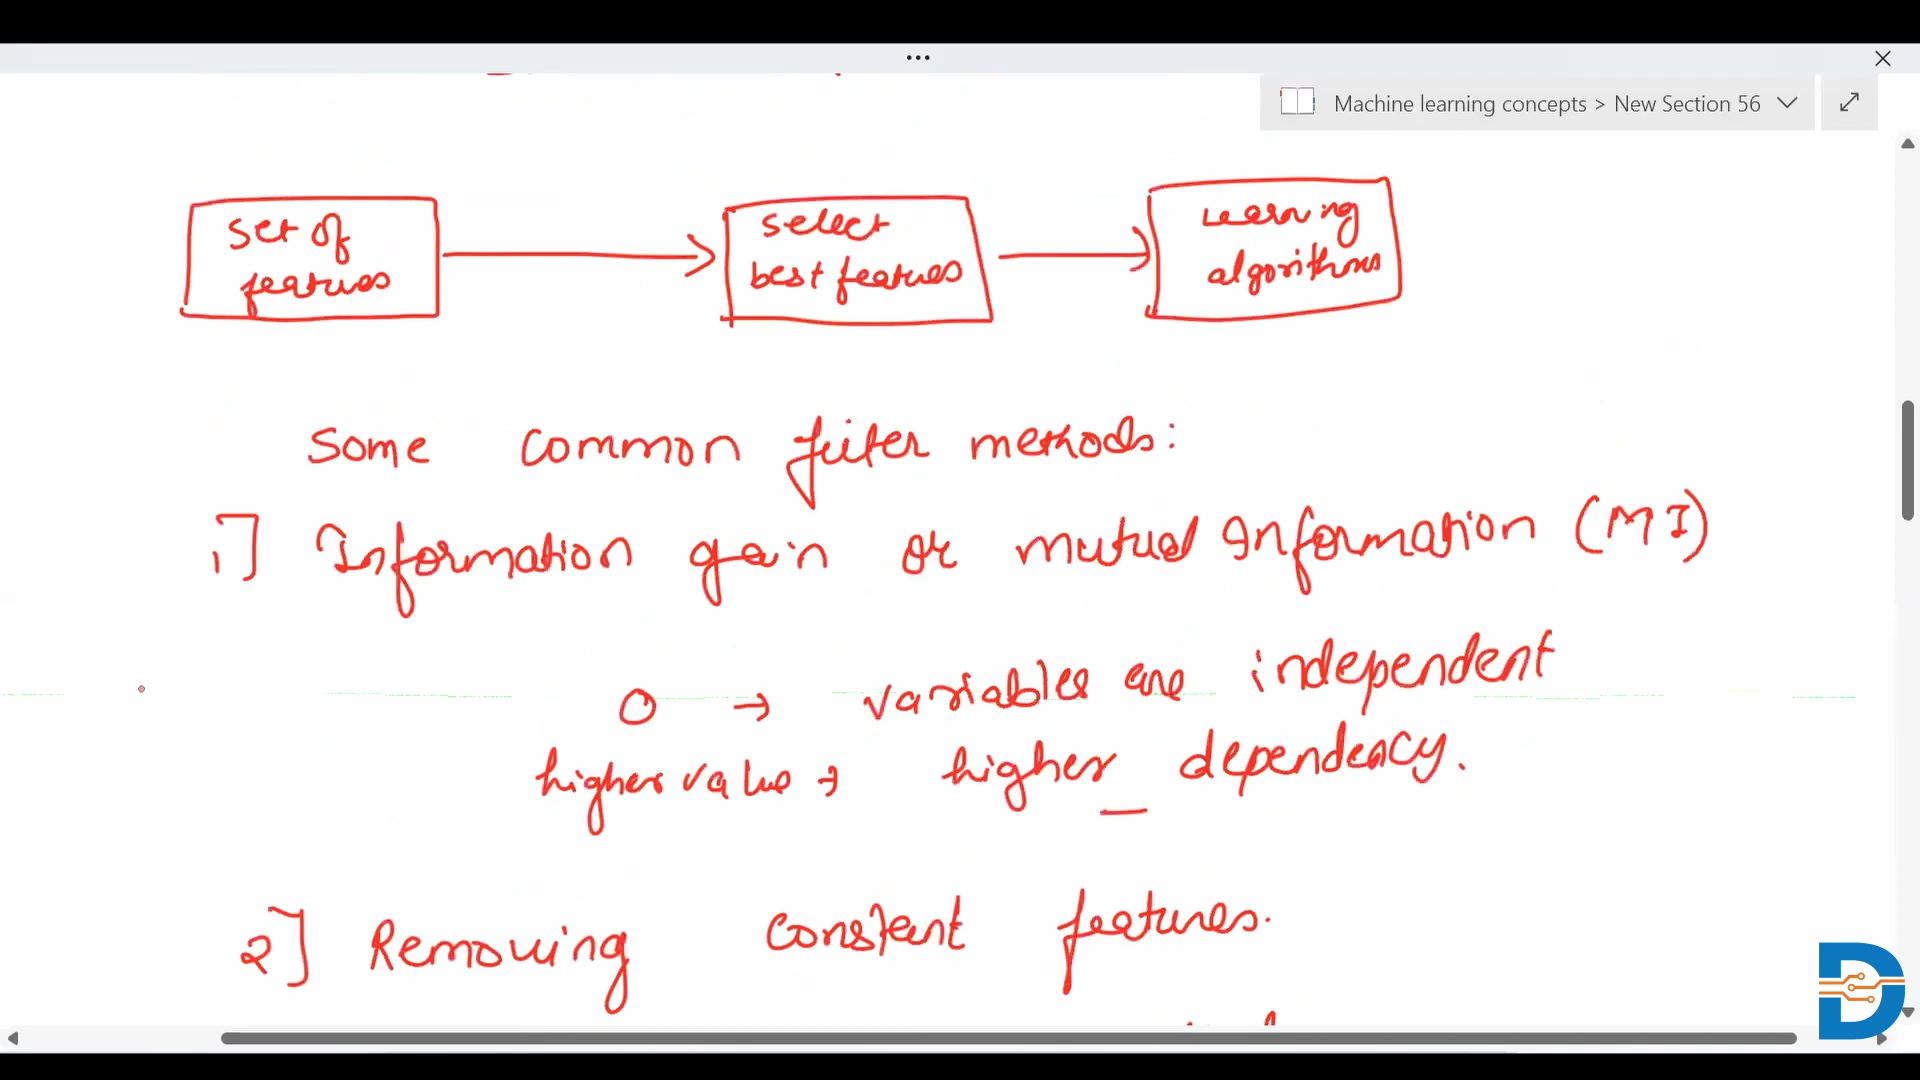 Machine learning concepts > New Section 56
set of
features
select
best features
Learning
algorithms
Some common filter methods:
1] Information gain or mutual Information (MI)
0 → variables are independent
higher value → higher dependency.
2] Removing constant features.